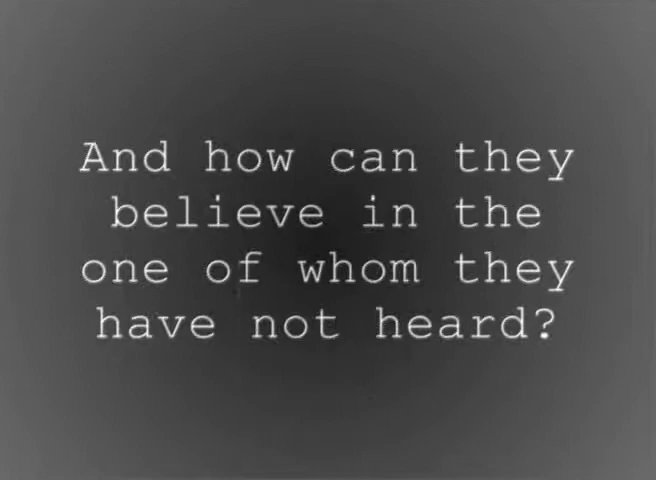 And how can they
believe in the
one of whom they
have not heard?